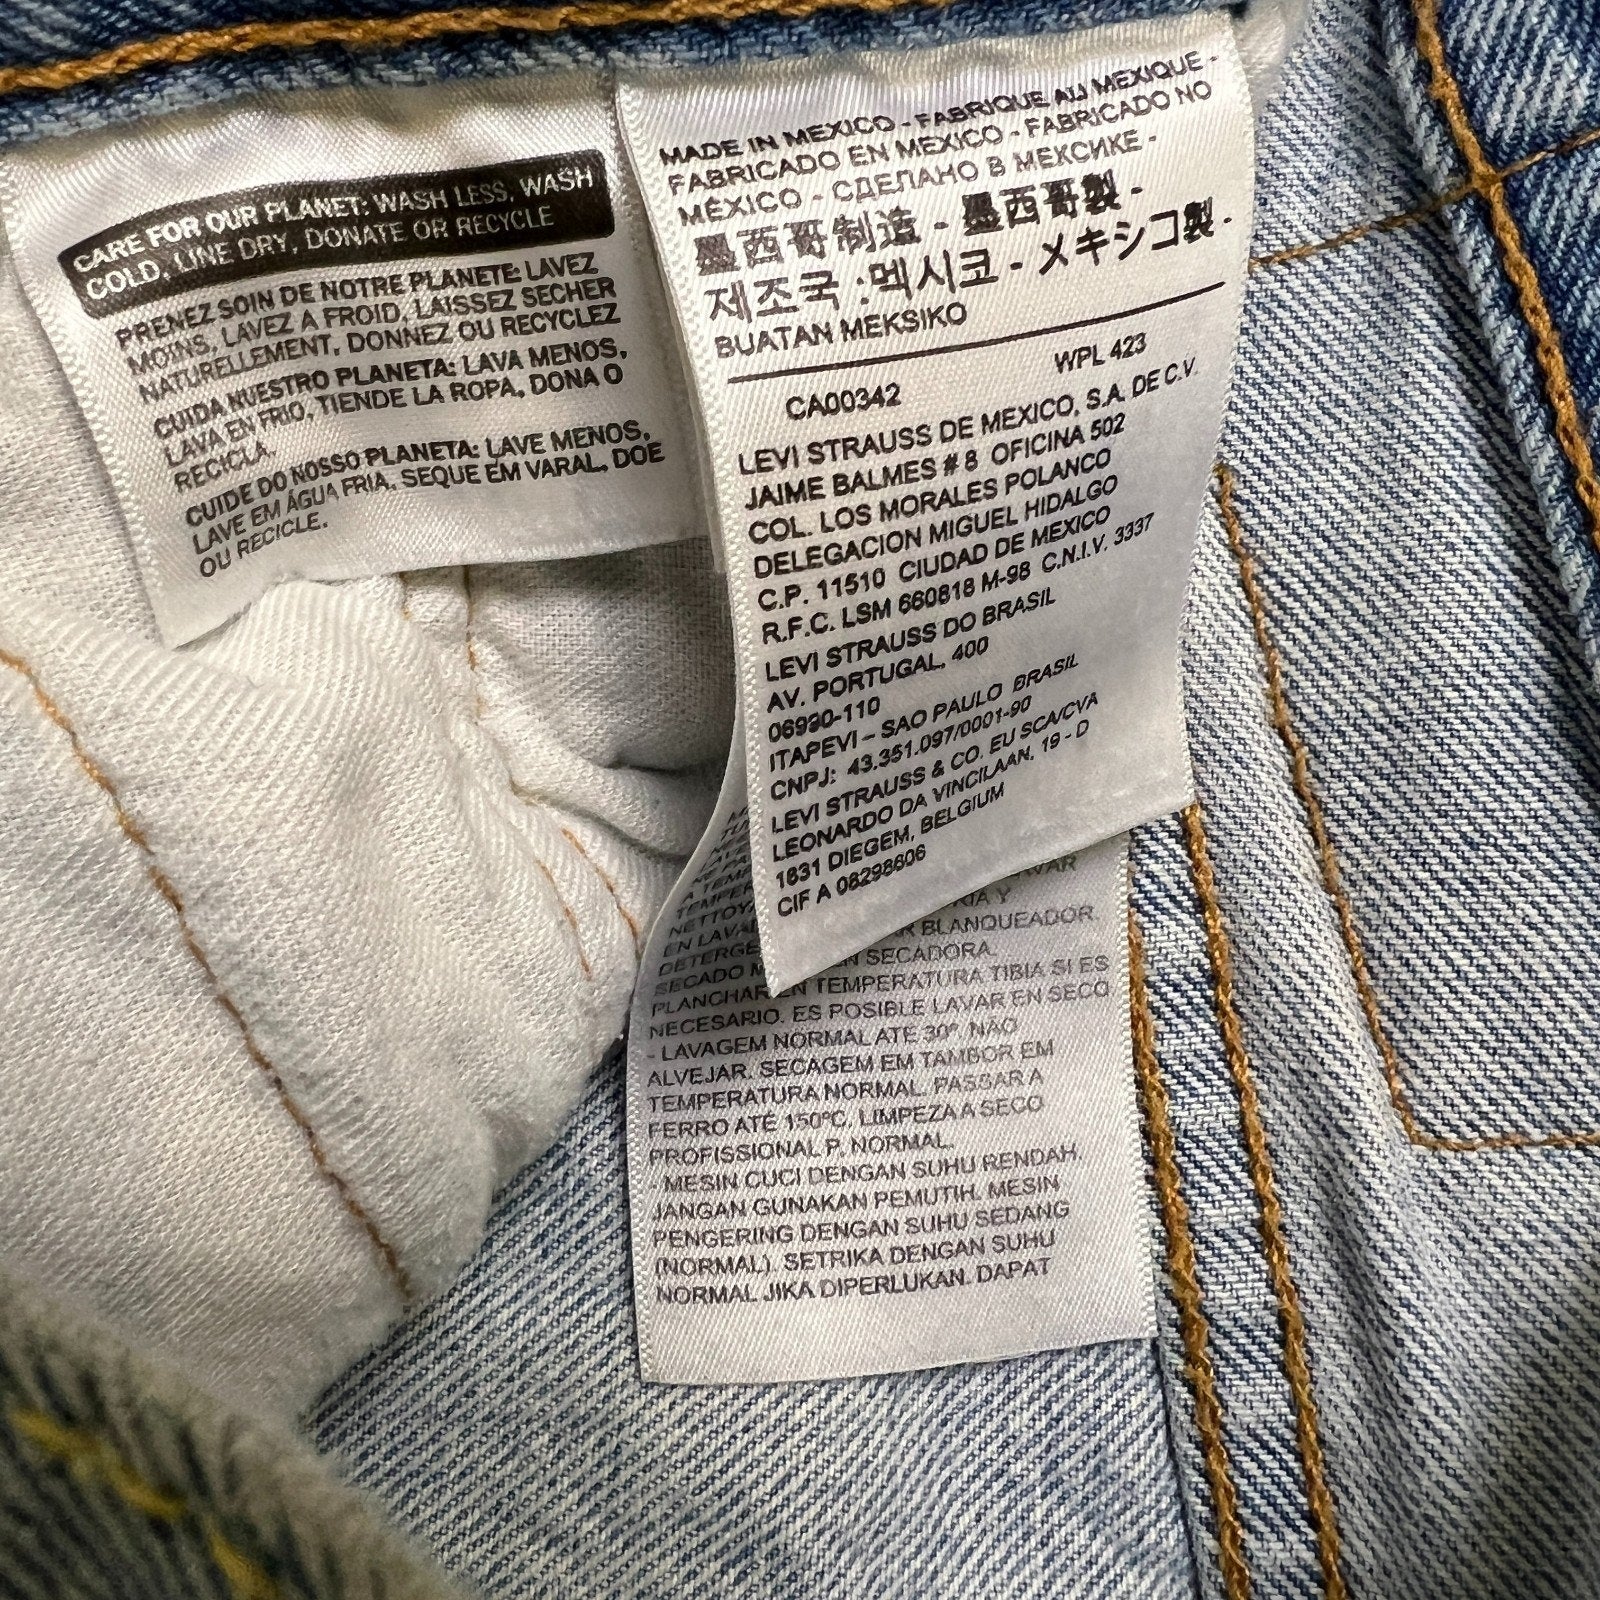 CARE FOR OUR PLANET: WASH LESS, WASH
COLD, LINE DRY, DONATE OR RECYCLE
PRENEZ SOIN DE NOTRE PLANETE: LAVEZ
MOINS, LAVEZ A FROID, LAISSEZ SECHER
NATURELLEMENT, DONNEZ OU RECYCLEZ
CUIDA NUESTRO PLANETA: LAVA MENOS,
LAVA EN FRIO, TIENDE LA ROPA, DONA O
RECICLA.
CUIDE DO NOSSO PLANETA: LAVE MENOS,
LAVE EM ÁGUA FRIA, SEQUE EM VARAL, DOE
OU RECICLE.
MADE IN MEXICO - FABRIQUE AU MEXIQUE -
FABRICADO EN MEXICO - FABRICADO NO
MÉXICO - СДЕЛАНО В МЕКСИКЕ -
墨西哥制造 - 墨西哥製 -
제조국 :멕시코 - メキシコ製 -
BUATAN MEKSIKO
CA00342 WPL 423
LEVI STRAUSS DE MEXICO, S.A. DE C.V.
JAIME BALMES # 8 OFICINA 502
COL. LOS MORALES POLANCO
DELEGACION MIGUEL HIDALGO
C.P. 11510 CIUDAD DE MEXICO
R.F.C. LSM 660818 M-98 C.N.I.V. 3337
LEVI STRAUSS DO BRASIL
AV. PORTUGAL, 400
ITAPEVI – SAO PAULO BRASIL
CNPJ: 43.351.097/0001-90
LEVI STRAUSS & CO. EU SCA/CVA
LEONARDO DA VINCILAAN, 19 - D
1831 DIEGEM, BELGIUM
CIF A 08298606
A TEMP
TEMPER
NETTOY
EN LAVA
DETERGE BLANQUEADOR.
SECADO SECADORA.
PLANCHAR EN TEMPERATURA TIBIA SI ES
NECESARIO. ES POSIBLE LAVAR EN SECO
- LAVAGEM NORMAL ATÉ 30º. NÃO
ALVEJAR. SECAGEM EM TAMBOR EM
TEMPERATURA NORMAL. PASSAR A
FERRO ATÉ 150ºC. LIMPEZA A SECO
PROFISSIONAL P, NORMAL.
- MESIN CUCI DENGAN SUHU RENDAH.
JANGAN GUNAKAN PEMUTIH. MESIN
PENGERING DENGAN SUHU SEDANG
(NORMAL). SETRIKA DENGAN SUHU
NORMAL JIKA DIPERLUKAN. DAPAT